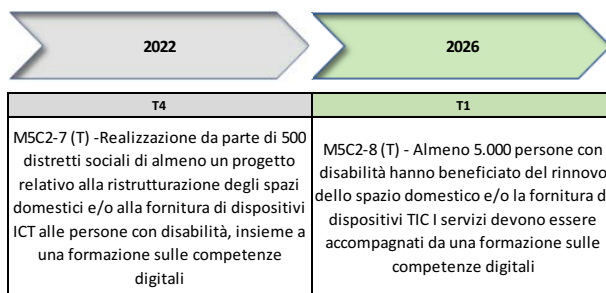 2022
2026
T4
T1
M5C2-7 (T) -Realizzazione da parte di 500
distretti sociali di almeno un progetto
relativo alla ristrutturazione degli spazi
domestici e/o alla fornitura di dispositivi
ICT alle persone con disabilità, insieme a
una formazione sulle competenze
digitali
M5C2-8 (T) - Almeno 5.000 persone con
disabilità hanno beneficiato del rinnovo
dello spazio domestico e/o la fornitura d
dispositivi TIC I servizi devono essere
accompagnati da una formazione sulle
competenze digitali